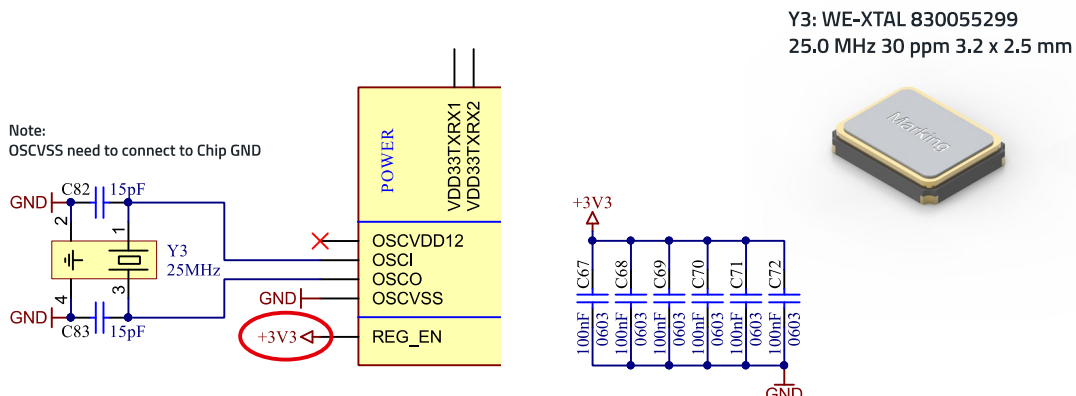 Y3: WE-XTAL 830055299
25.0 MHz 30 ppm 3.2 x 2.5 mm
Marking
Note:
OSCVSS need to connect to Chip GND
POWER
VDD33TXRX1
VDD33TXRX2
OSCVDD12
OSCI
OSCO
OSCVSS
REG_EN
GND
C82
15pF
2
1
Y3
25MHz
4
3
GND
C83
15pF
GND
+3V3
+3V3
C67
100nF
0603
C68
100nF
0603
C69
100nF
0603
C70
100nF
0603
C71
100nF
0603
C72
100nF
0603
GND